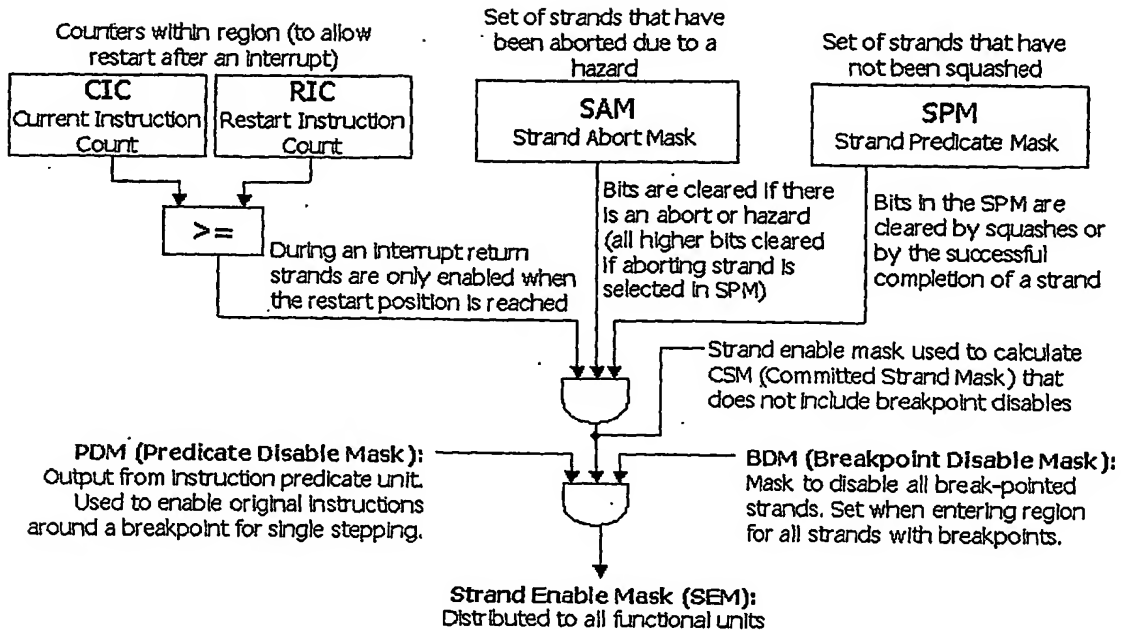 Counters within region (to allow
restart after an interrupt)
CIC
Current Instruction
Count
RIC
Restart Instruction
Count
Set of strands that have
been aborted due to a
hazard
SAM
Strand Abort Mask
Set of strands that have
not been squashed
SPM
Strand Predicate Mask
>=
During an interrupt return
strands are only enabled when
the restart position is reached
Bits are cleared if there
is an abort or hazard
(all higher bits cleared
if aborting strand is
selected in SPM)
Bits in the SPM are
cleared by squashes or
by the successful
completion of a strand
Strand enable mask used to calculate
CSM (Committed Strand Mask) that
does not include breakpoint disables
PDM (Predicate Disable Mask):
Output from instruction predicate unit.
Used to enable original instructions
around a breakpoint for single stepping.
BDM (Breakpoint Disable Mask):
Mask to disable all break-pointed
strands. Set when entering region
for all strands with breakpoints.
Strand Enable Mask (SEM):
Distributed to all functional units